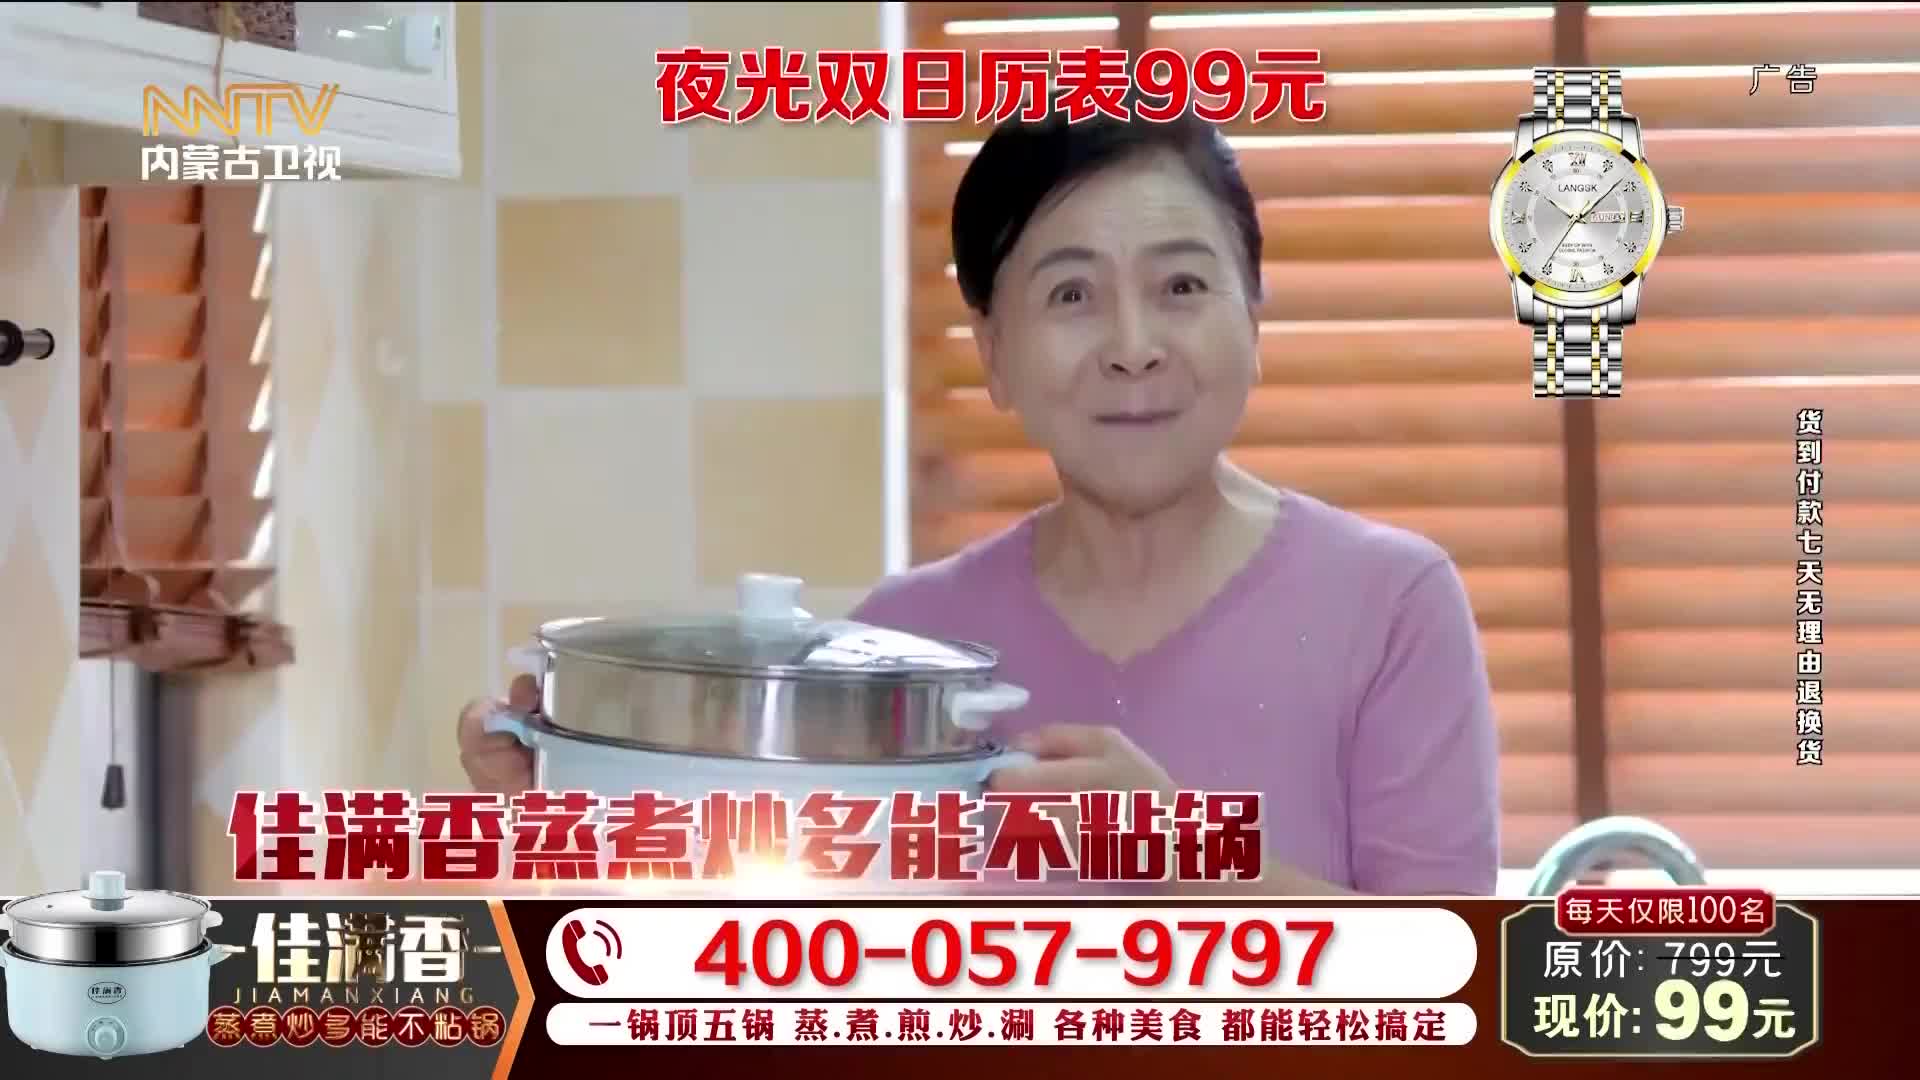 夜光双日历表99元
广告
NNTV
内蒙古卫视
LANGSK
货到付款七天无理由退换货
佳满香蒸煮炒多能不粘锅
佳满香
JIAMANXIANG
蒸煮炒多能不粘锅
佳满香
400-057-9797
一锅顶五锅 蒸.煮.煎.炒.涮 各种美食 都能轻松搞定
每天仅限100名
原价:799元
现价:99元